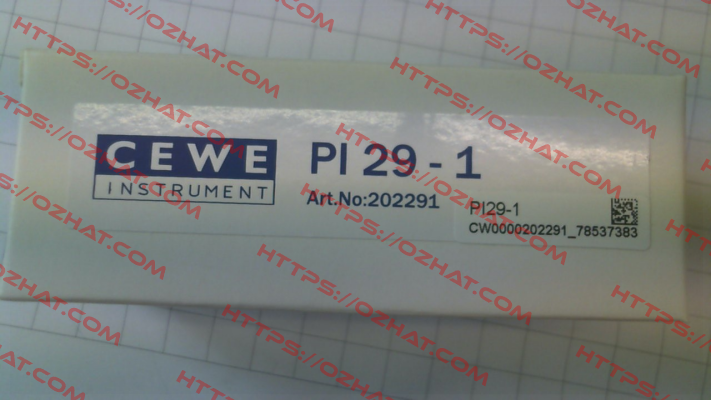 CEWE
INSTRUMENT
PI 29 - 1
Art.No:202291
PI29-1
CW0000202291_78537383
HTTPS://OZHAT.COM